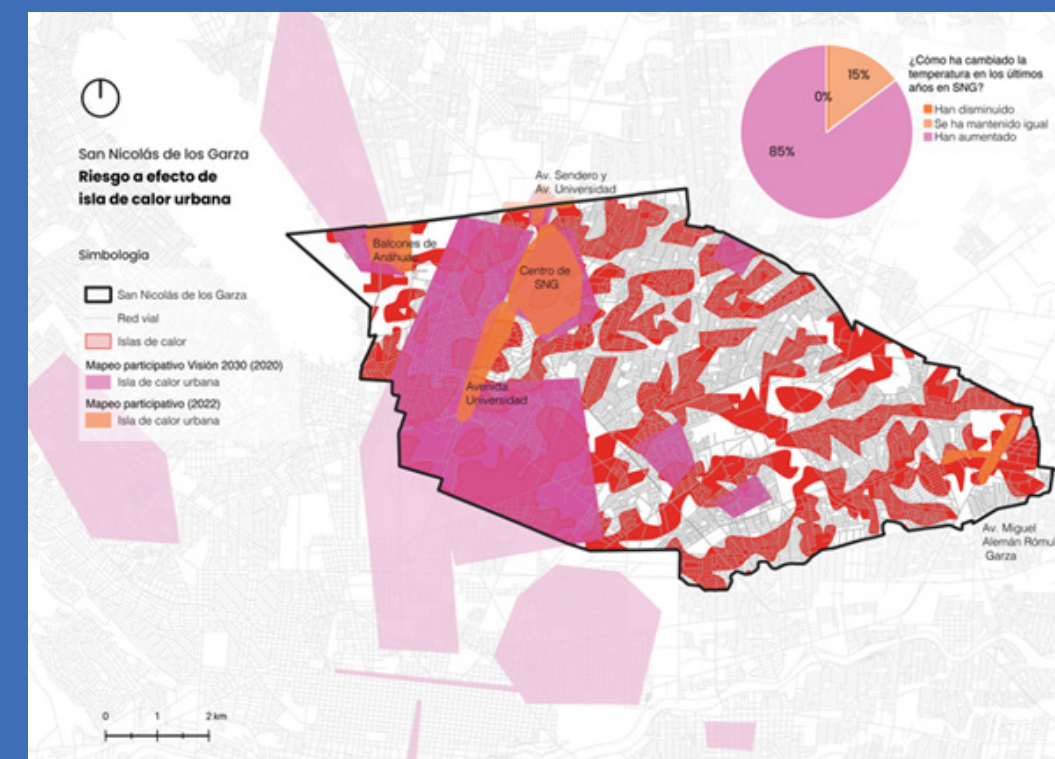 San Nicolás de los Garza
Riesgo a efecto de
isla de calor urbana
Simbología
San Nicolás de los Garza
Red vial
Islas de calor
Mapeo participativo Visión 2030 (2020)
Isla de calor urbana
Mapeo participativo (2022)
Isla de calor urbana
0 1 2 km
¿Cómo ha cambiado la
temperatura en los últimos
años en SNG?
Han disminuído
Se ha mantenido igual
Han aumentado
15%
0%
85%
Av. Sendero y
Av. Universidad
Balcones de
Anáhuac
Centro de
SNG
Avenida
Universidad
Av. Miguel
Alemán Rómul
Garza